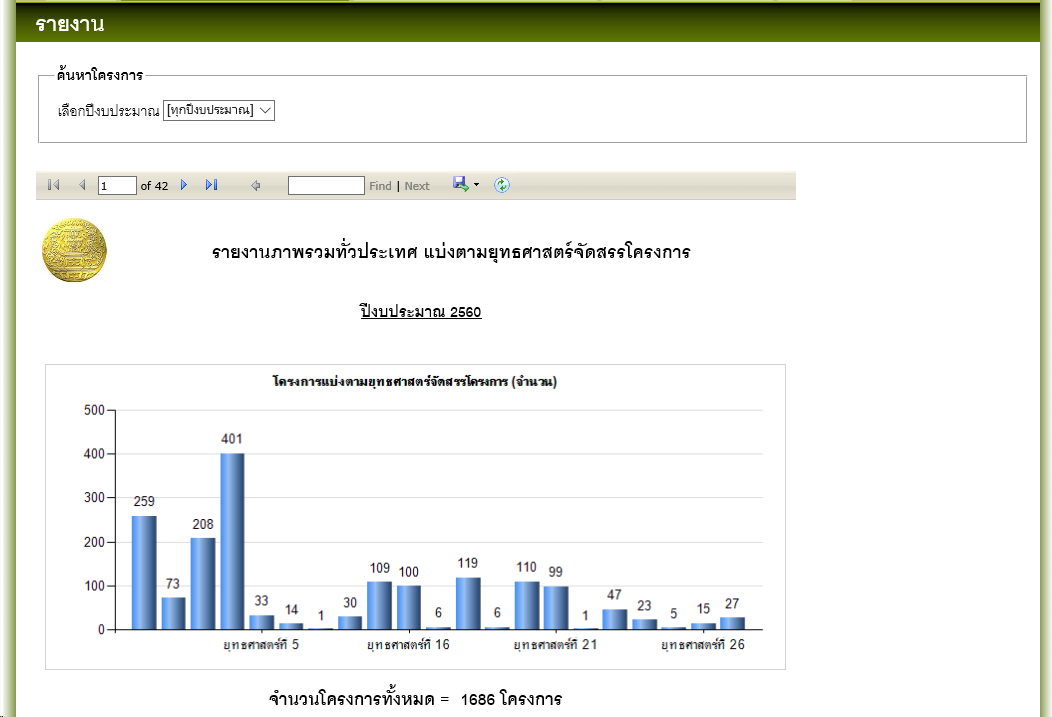 รายงาน
ค้นหาโครงการ
เลือกปีงบประมาณ [ทุกปีงบประมาณ]
1 of 42 Find | Next
รายงานภาพรวมทั่วประเทศ แบ่งตามยุทธศาสตร์จัดสรรโครงการ
ปีงบประมาณ 2560
โครงการแบ่งตามยุทธศาสตร์จัดสรรโครงการ (จำนวน)
500
400
300
200
100
0
259 73 208 401 33 14 1 30 109 100 6 119 6 110 99 1 47 23 5 15 27
ยุทธศาสตร์ที่ 5 ยุทธศาสตร์ที่ 16 ยุทธศาสตร์ที่ 21 ยุทธศาสตร์ที่ 26
จำนวนโครงการทั้งหมด = 1686 โครงการ